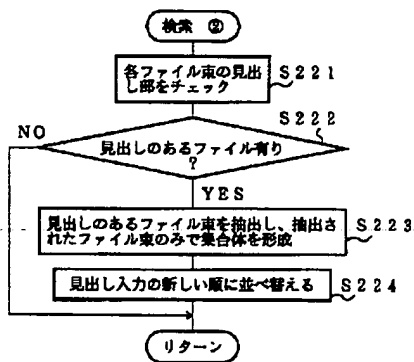 検索 ②
各ファイル束の見出
し部をチェック
S221
S222
見出しのあるファイル有り
?
NO
YES
見出しのあるファイル束を抽出し、抽出さ
れたファイル束のみで集合体を形成
S223
見出し入力の新しい順に並べ替える
S224
リターン